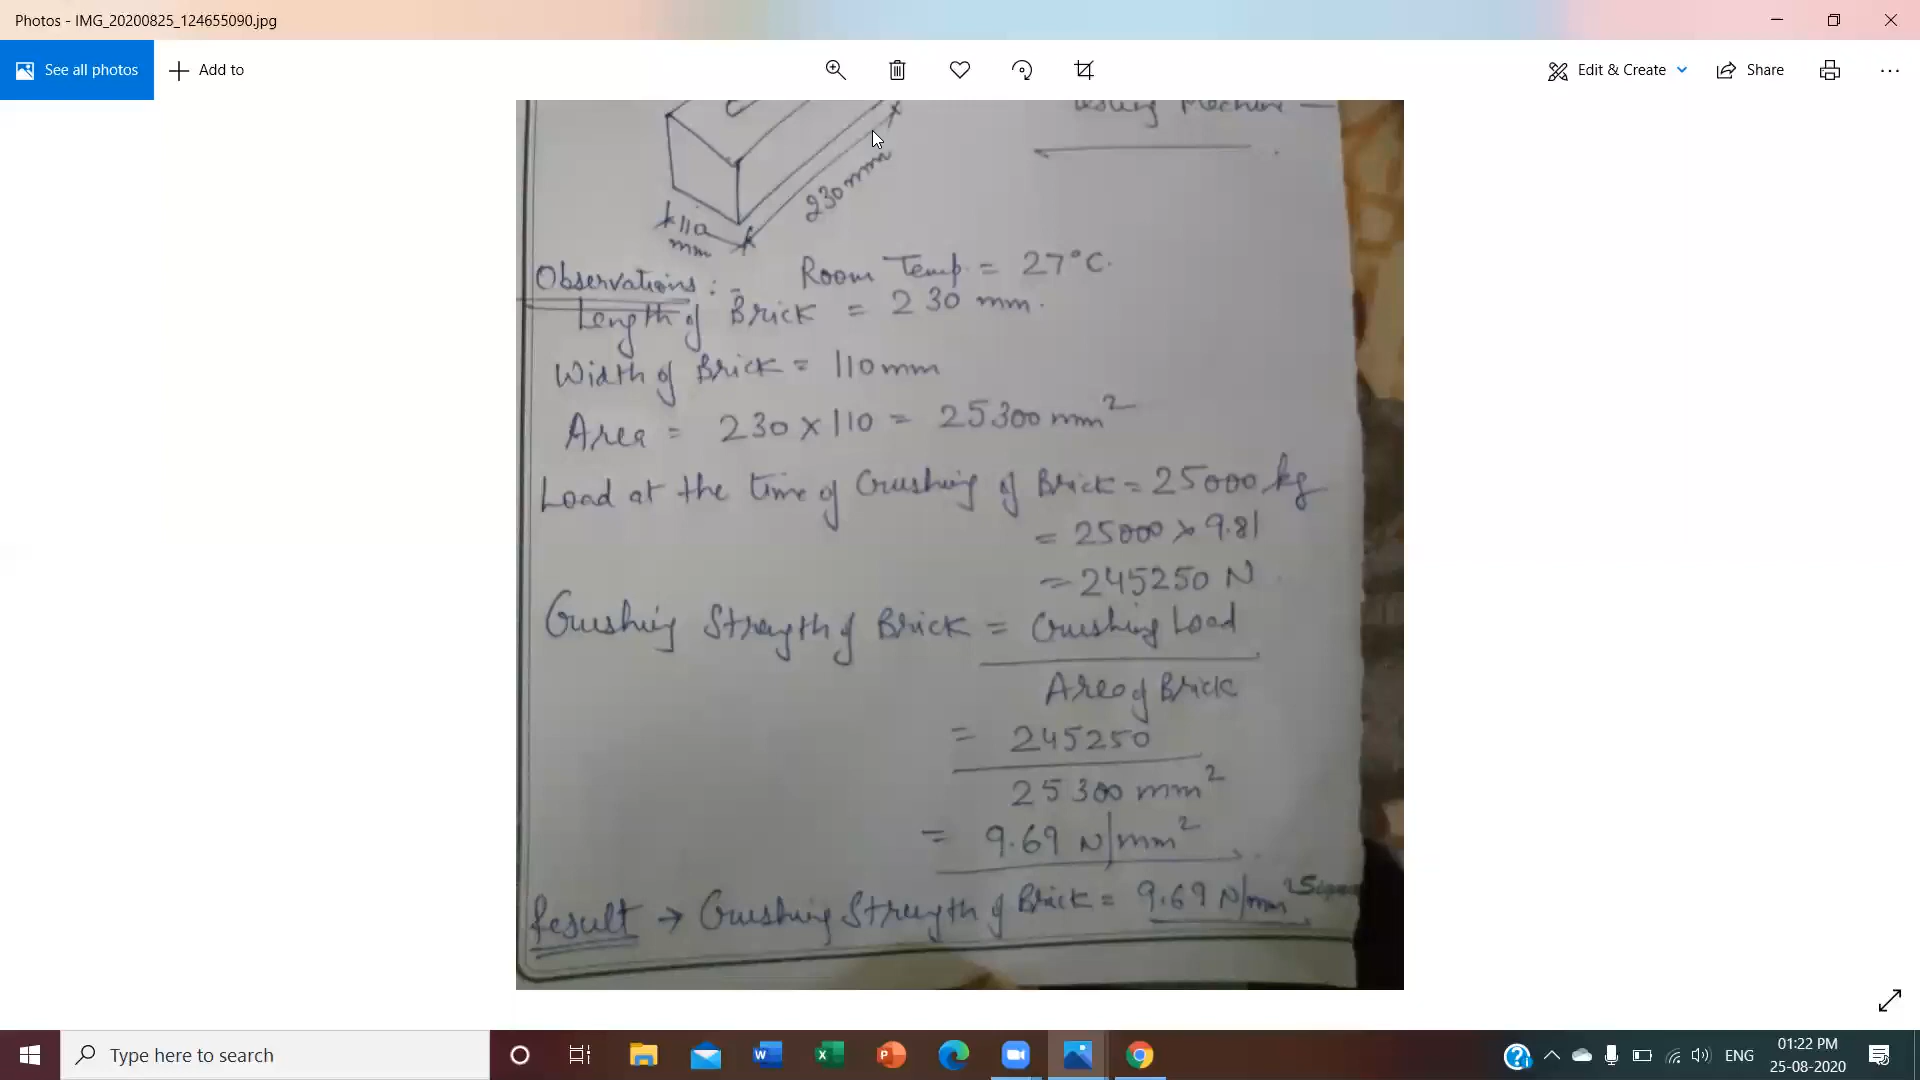 Photos - IMG_20200825_124655090.jpg
See all photos
Add to
Edit & Create
Share
Testing Machine
230mm
110
mm
Observations : - Room Temp. = 27°C.
Length of Brick = 230 mm.
Width of Brick = 110mm
Area = 230 x 110 = 25300 mm²
Load at the time of Crushing of Brick = 25000 kg
= 25000 x 9.81
= 245250 N
Crushing Strength of Brick = Crushing Load
Area of Brick
= 245250
25300 mm²
= 9.69 N/mm²
Result → Crushing Strength of Brick = 9.69 N/mm²
Type here to search
ENG
01:22 PM
25-08-2020